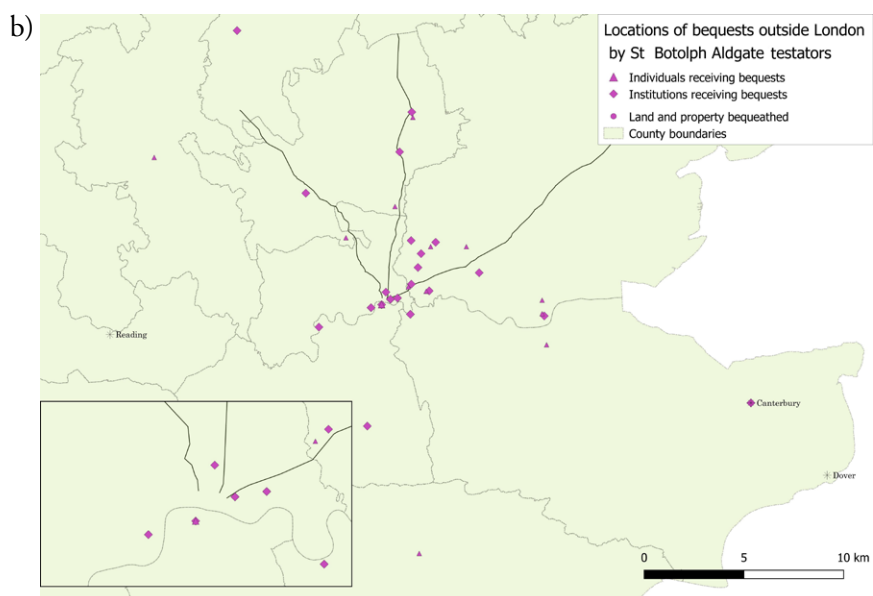 b)
Locations of bequests outside London
by St Botolph Aldgate testators
Individuals receiving bequests
Institutions receiving bequests
Land and property bequeathed
County boundaries
Reading
Canterbury
Dover
0 5 10 km